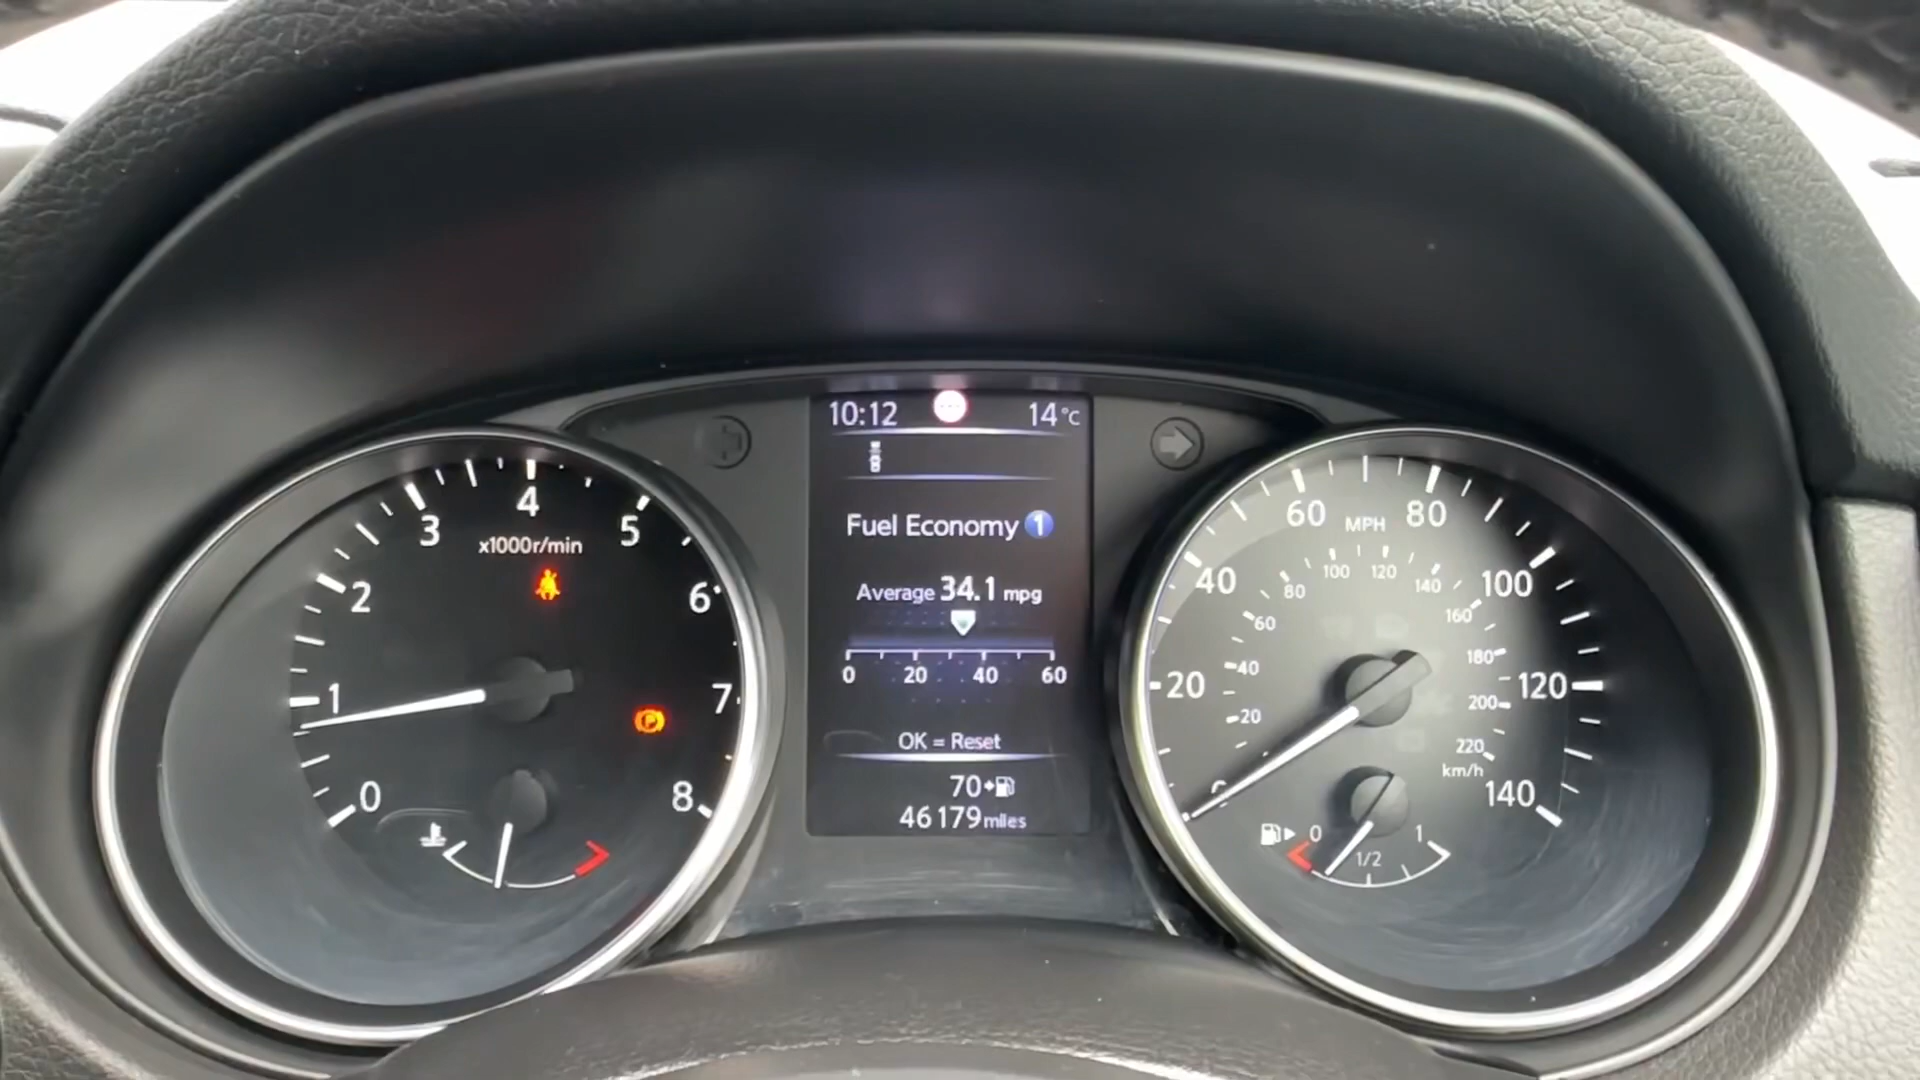 10:12
14°C
Fuel Economy 1
Average 34.1 mpg
0 20 40 60
OK = Reset
70
46179 miles
0 1 2 3 4 5 6 7 8
x1000r/min
P
0 20 40 60 80 100 120 140
MPH
20 40 60 80 100 120 140 160 180 200 220
km/h
0 1/2 1